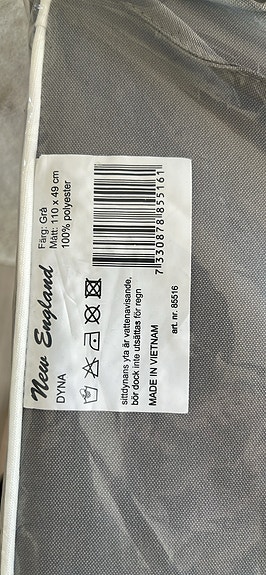 New England
DYNA
Färg: Grå
Mått: 110 x 49 cm
100% polyester
7 330878 855161
sittdynans yta är vattenavisande,
bör dock inte utsättas för regn
MADE IN VIETNAM
art. nr. 85516